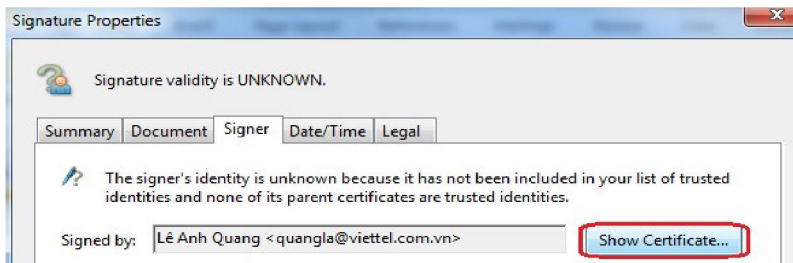 Signature Properties
Signature validity is UNKNOWN.
Summary Document Signer Date/Time Legal
The signer's identity is unknown because it has not been included in your list of trusted
identities and none of its parent certificates are trusted identities.
Signed by: Lê Anh Quang <quangla@viettel.com.vn> Show Certificate...